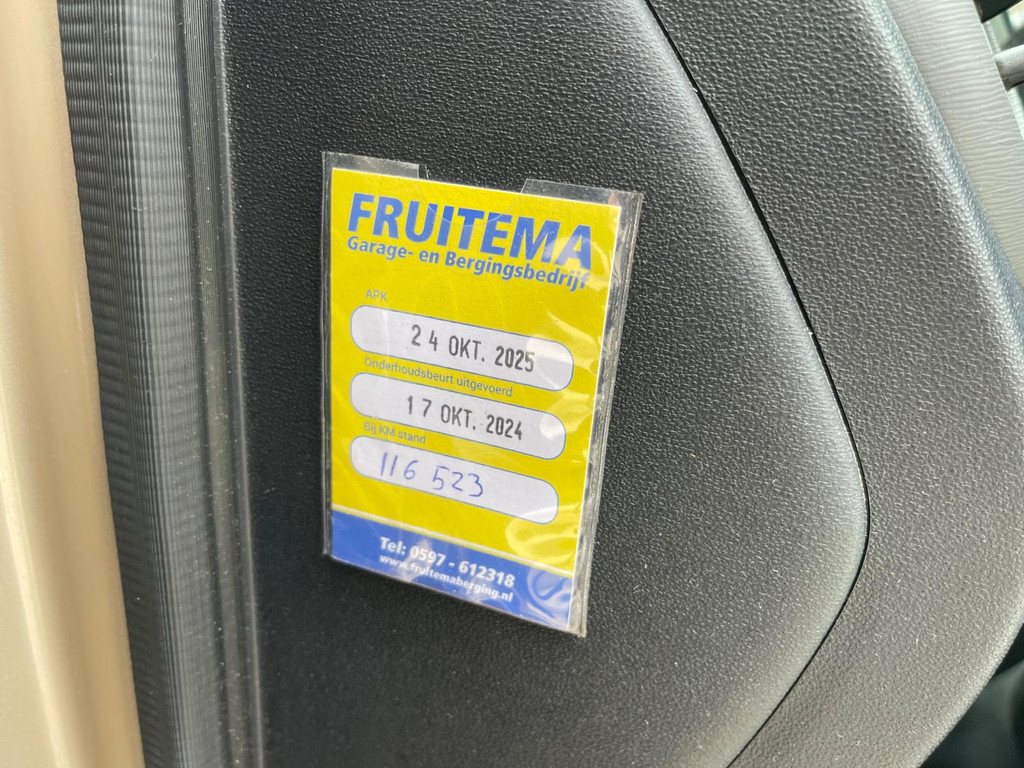 FRUITEMA
Garage- en Bergingsbedrijf
APK
24 OKT. 2025
Onderhoudsbeurt uitgevoerd
17 OKT. 2024
Bij KM stand
116 523
Tel: 0597 - 612318
www.fruitemaberging.nl